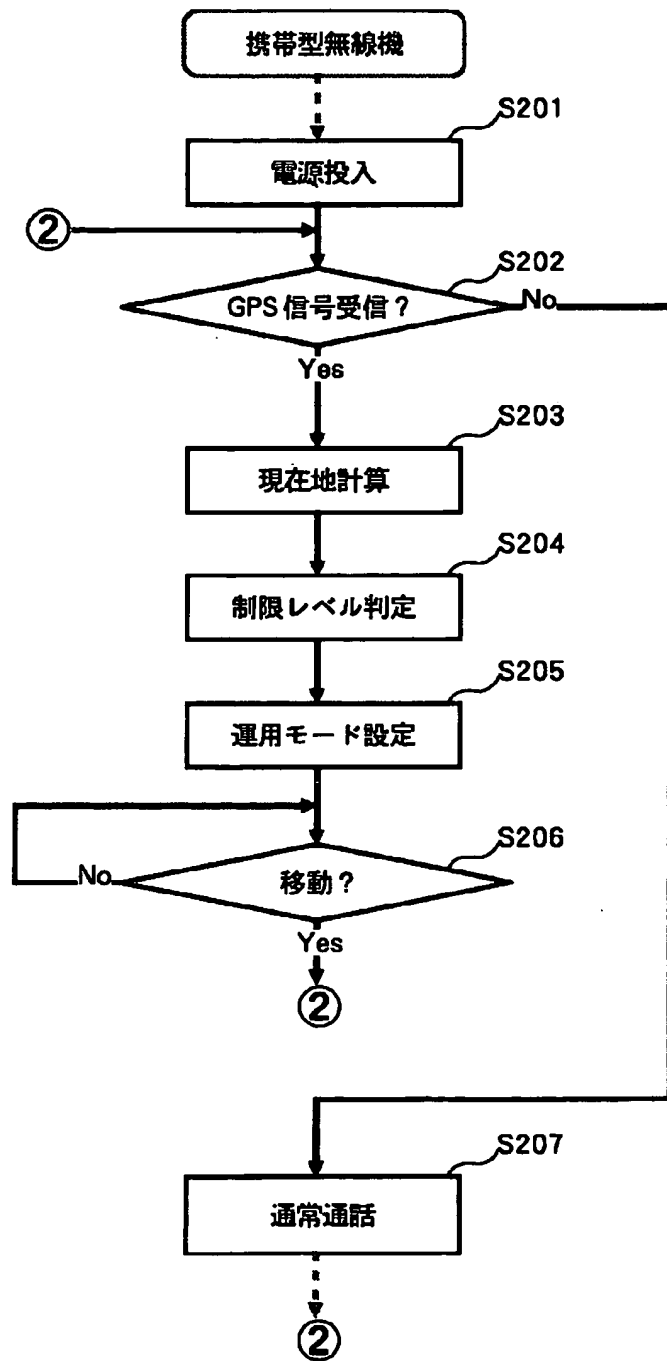 携帯型無線機
S201
電源投入
②
S202
GPS信号受信？
No
Yes
S203
現在地計算
S204
制限レベル判定
S205
運用モード設定
S206
移動？
No
Yes
②
S207
通常通話
②